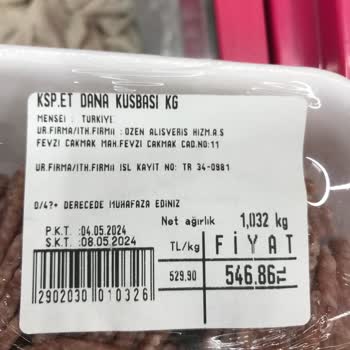 KSP.ET DANA KUSBASI KG
MENSEI : TURKIYE
UR.FIRMA/ITH.FIRMII : OZEN ALISVERIS HIZM.A.S
FEVZI CAKMAK MAH.FEVZI CAKMAK CAD.NO:11
UR.FIRMA/ITH.FIRMII ISL KAYIT NO: TR 34-0981
0/4?+ DERECEDE MUHAFAZA EDINIZ
Net ağırlık 1,032 kg
P.K.T. :04.05.2024
S.K.T. :08.05.2024
TL/kg FİYAT
529,90 546.86TL
2902030 010326